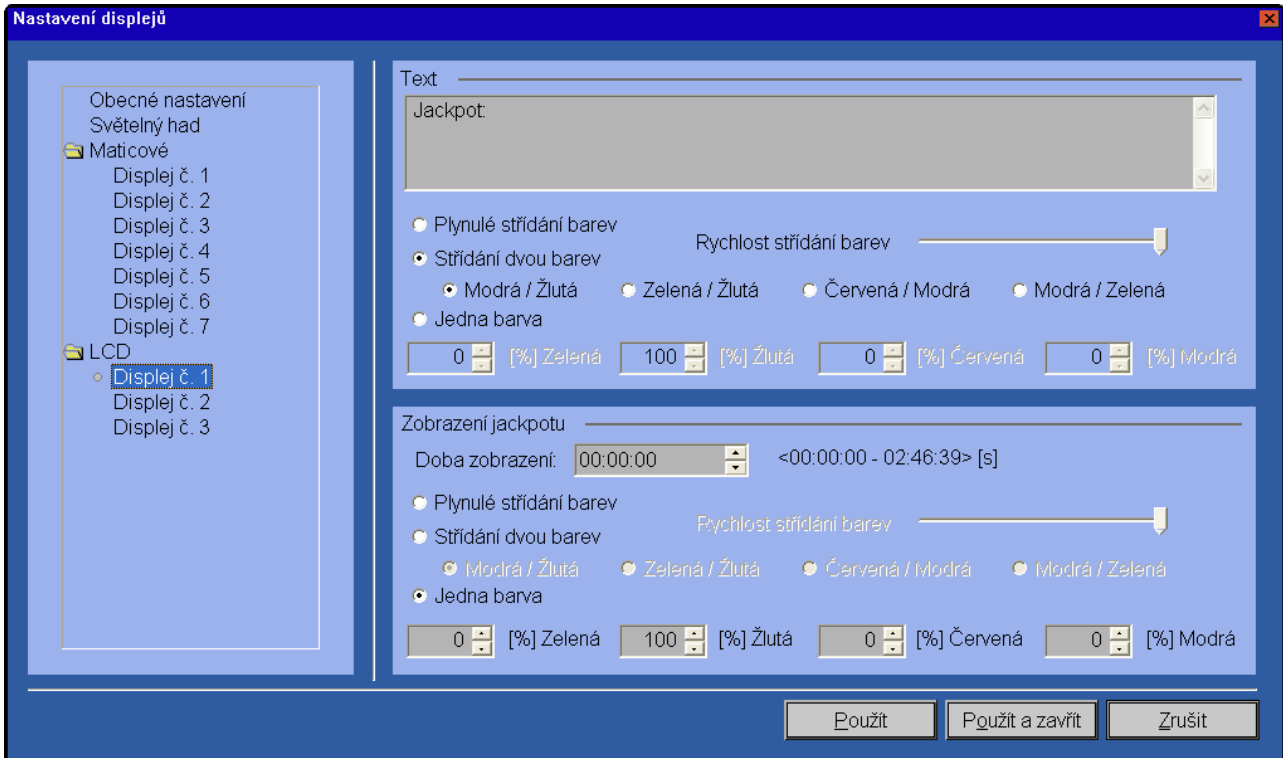 Nastavení displejů
Obecné nastavení
Světelný had
Maticové
Displej č. 1
Displej č. 2
Displej č. 3
Displej č. 4
Displej č. 5
Displej č. 6
Displej č. 7
LCD
Displej č. 1
Displej č. 2
Displej č. 3
Text
Jackpot:
Plynulé střídání barev
Rychlost střídání barev
Střídání dvou barev
Modrá / Žlutá Zelená / Žlutá Červená / Modrá Modrá / Zelená
Jedna barva
0 [%] Zelená 100 [%] Žlutá 0 [%] Červená 0 [%] Modrá
Zobrazení jackpotu
Doba zobrazení: 00:00:00 <00:00:00 - 02:46:39> [s]
Plynulé střídání barev
Rychlost střídání barev
Střídání dvou barev
Modrá / Žlutá Zelená / Žlutá Červená / Modrá Modrá / Zelená
Jedna barva
0 [%] Zelená 100 [%] Žlutá 0 [%] Červená 0 [%] Modrá
Použít Použít a zavřít Zrušit